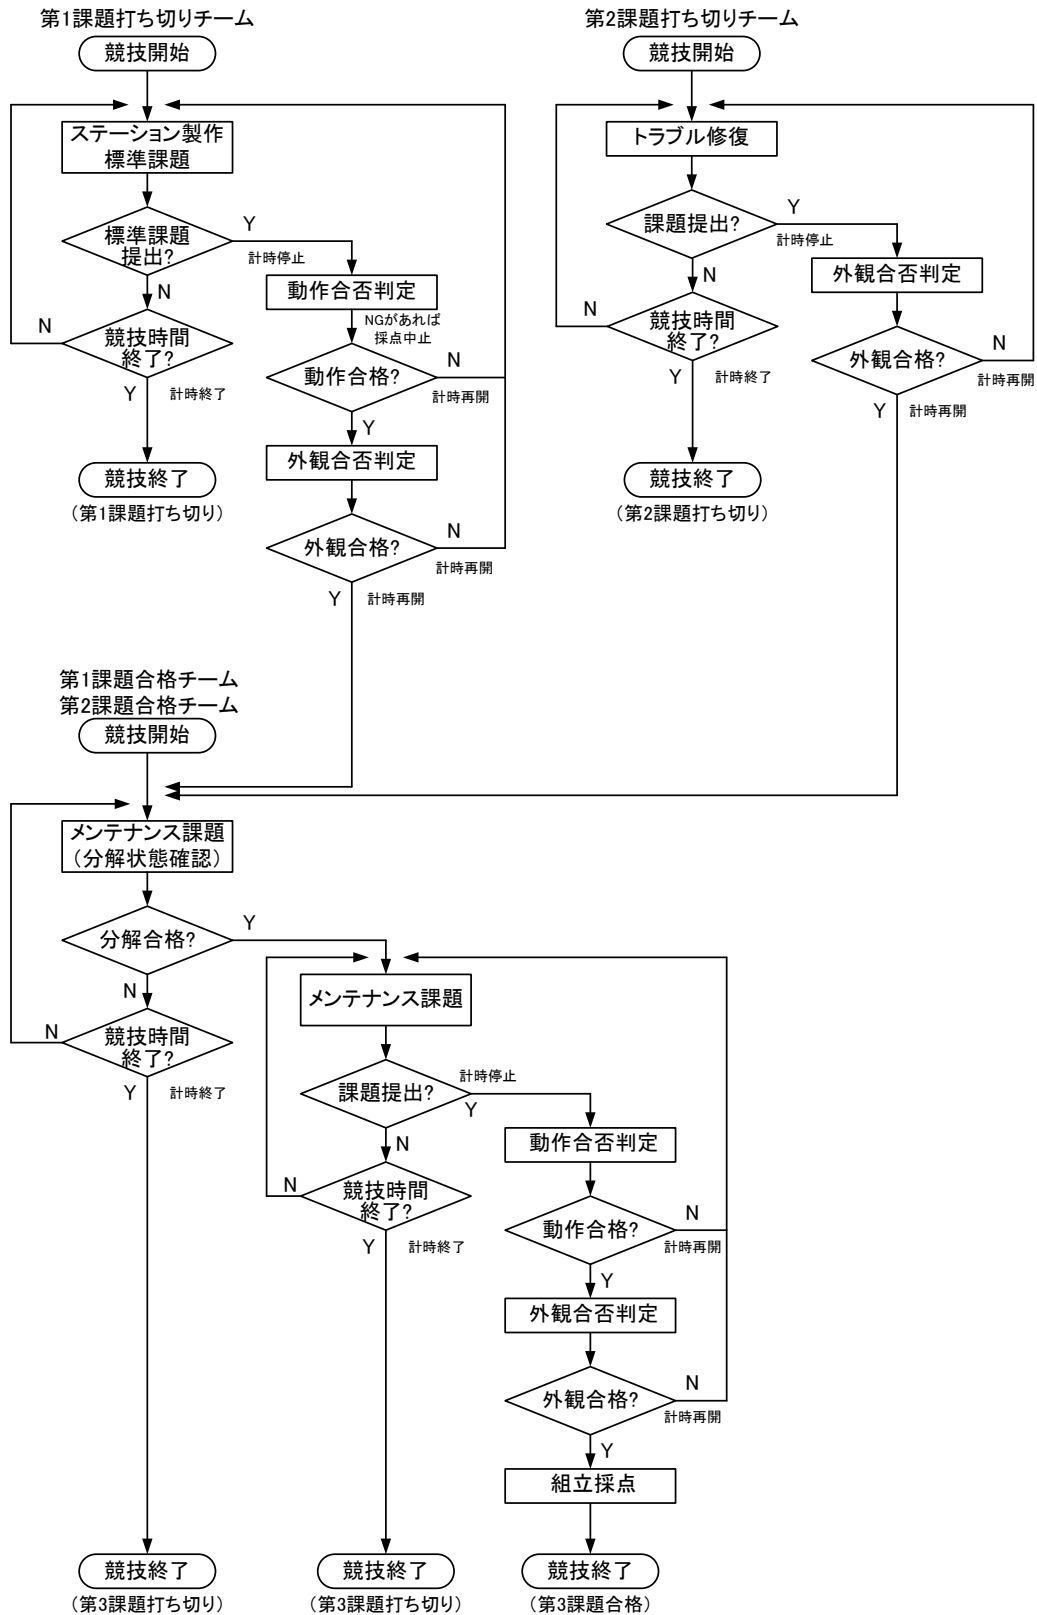 第1課題打ち切りチーム
競技開始
ステーション製作
標準課題
標準課題
提出?
Y
計時停止
N
競技時間
終了?
N
Y
計時終了
競技終了
(第1課題打ち切り)
動作合否判定
NGがあれば
採点中止
動作合格?
N
計時再開
Y
外観合否判定
外観合格?
N
計時再開
Y
計時再開
第2課題打ち切りチーム
競技開始
トラブル修復
課題提出?
Y
計時停止
N
競技時間
終了?
N
Y
計時終了
競技終了
(第2課題打ち切り)
外観合否判定
外観合格?
N
計時再開
Y
計時再開
第1課題合格チーム
第2課題合格チーム
競技開始
メンテナンス課題
(分解状態確認)
分解合格?
Y
N
競技時間
終了?
N
Y
計時終了
競技終了
(第3課題打ち切り)
メンテナンス課題
課題提出?
計時停止
Y
N
競技時間
終了?
N
Y
計時終了
競技終了
(第3課題打ち切り)
動作合否判定
動作合格?
N
計時再開
Y
外観合否判定
外観合格?
N
計時再開
Y
組立採点
競技終了
(第3課題合格)